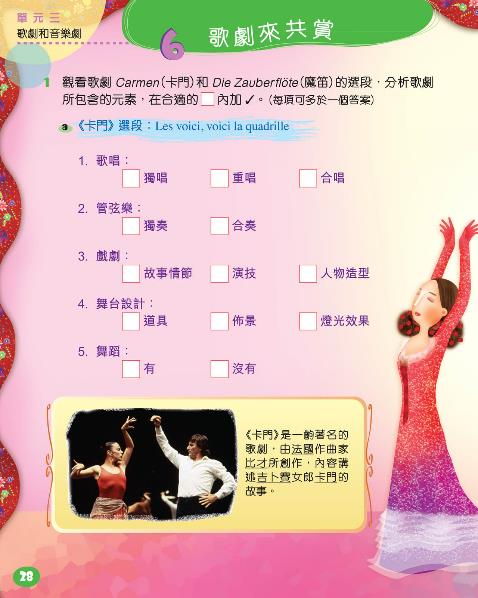 單元三
歌劇和音樂劇
6 歌劇來共賞
1 觀看歌劇 Carmen(卡門)和 Die Zauberflöte(魔笛)的選段，分析歌劇
所包含的元素，在合適的 □ 內加 ✓。(每項可多於一個答案)
a 《卡門》選段：Les voici, voici la quadrille
1. 歌唱：
□ 獨唱 □ 重唱 □ 合唱
2. 管弦樂：
□ 獨奏 □ 合奏
3. 戲劇：
□ 故事情節 □ 演技 □ 人物造型
4. 舞台設計：
□ 道具 □ 佈景 □ 燈光效果
5. 舞蹈：
□ 有 □ 沒有
《卡門》是一齣著名的
歌劇，由法國作曲家
比才所創作，內容講
述吉卜賽女郎卡門的
故事。
28